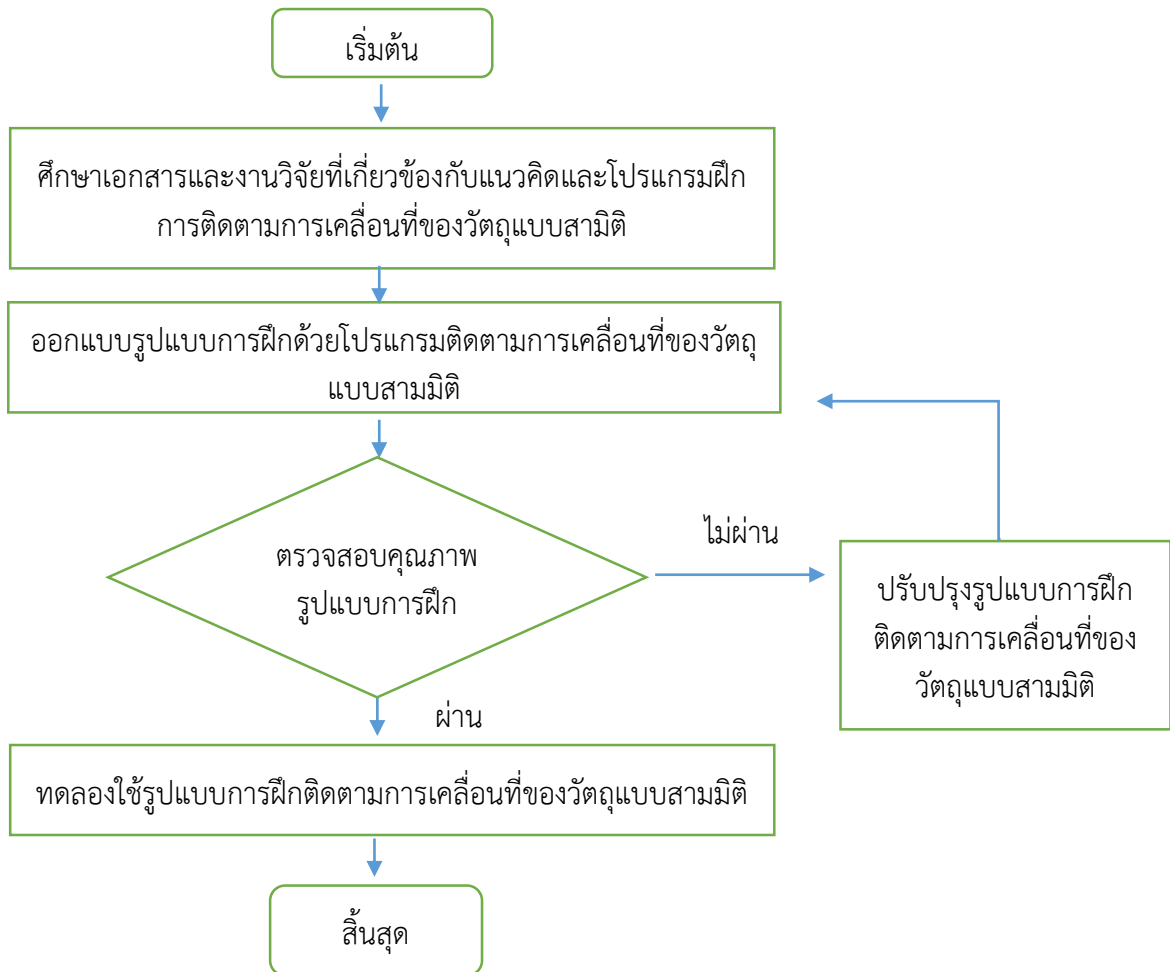 เริ่มต้น
ศึกษาเอกสารและงานวิจัยที่เกี่ยวข้องกับแนวคิดและโปรแกรมฝึก
การติดตามการเคลื่อนที่ของวัตถุแบบสามิติ
ออกแบบรูปแบบการฝึกด้วยโปรแกรมติดตามการเคลื่อนที่ของวัตถุ
แบบสามมิติ
ตรวจสอบคุณภาพ
รูปแบบการฝึก
ไม่ผ่าน
ปรับปรุงรูปแบบการฝึก
ติดตามการเคลื่อนที่ของ
วัตถุแบบสามมิติ
ผ่าน
ทดลองใช้รูปแบบการฝึกติดตามการเคลื่อนที่ของวัตถุแบบสามมิติ
สิ้นสุด